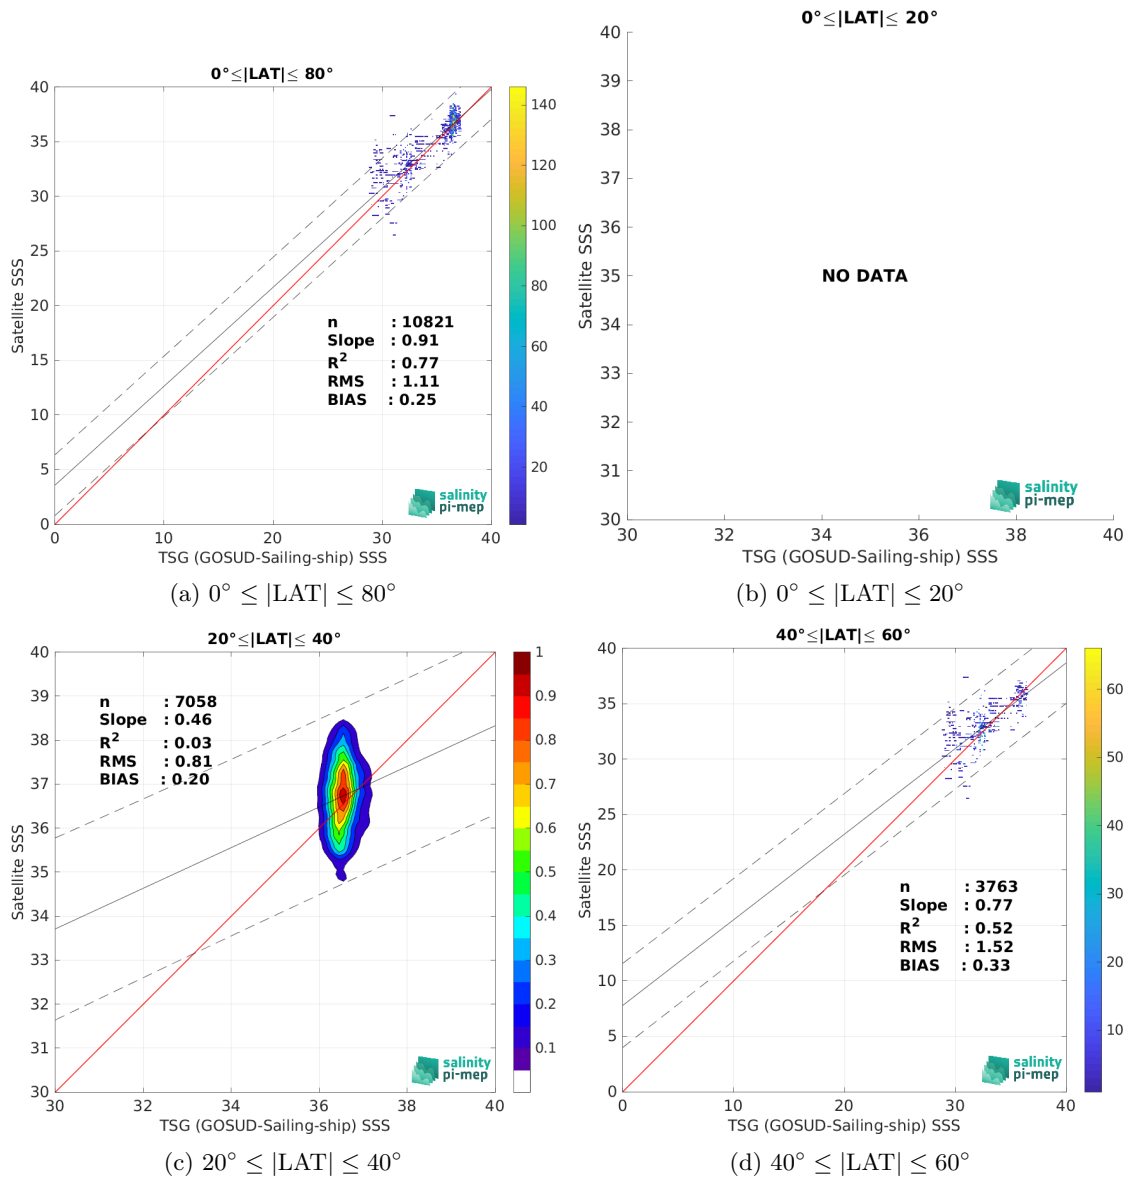 0°≤|LAT|≤ 80°
40
35
30
25
20
15
10
5
0
0
10
20
30
40
Satellite SSS
TSG (GOSUD-Sailing-ship) SSS
n : 10821
Slope : 0.91
R² : 0.77
RMS : 1.11
BIAS : 0.25
salinity
pi-mep
140
120
100
80
60
40
20
(a) 0° ≤ |LAT| ≤ 80°
0°≤|LAT|≤ 20°
40
39
38
37
36
35
34
33
32
31
30
30
32
34
36
38
40
Satellite SSS
TSG (GOSUD-Sailing-ship) SSS
NO DATA
salinity
pi-mep
(b) 0° ≤ |LAT| ≤ 20°
20°≤|LAT|≤ 40°
40
39
38
37
36
35
34
33
32
31
30
30
32
34
36
38
40
Satellite SSS
TSG (GOSUD-Sailing-ship) SSS
n : 7058
Slope : 0.46
R² : 0.03
RMS : 0.81
BIAS : 0.20
salinity
pi-mep
1
0.9
0.8
0.7
0.6
0.5
0.4
0.3
0.2
0.1
(c) 20° ≤ |LAT| ≤ 40°
40°≤|LAT|≤ 60°
40
35
30
25
20
15
10
5
0
0
10
20
30
40
Satellite SSS
TSG (GOSUD-Sailing-ship) SSS
n : 3763
Slope : 0.77
R² : 0.52
RMS : 1.52
BIAS : 0.33
salinity
pi-mep
60
50
40
30
20
10
(d) 40° ≤ |LAT| ≤ 60°